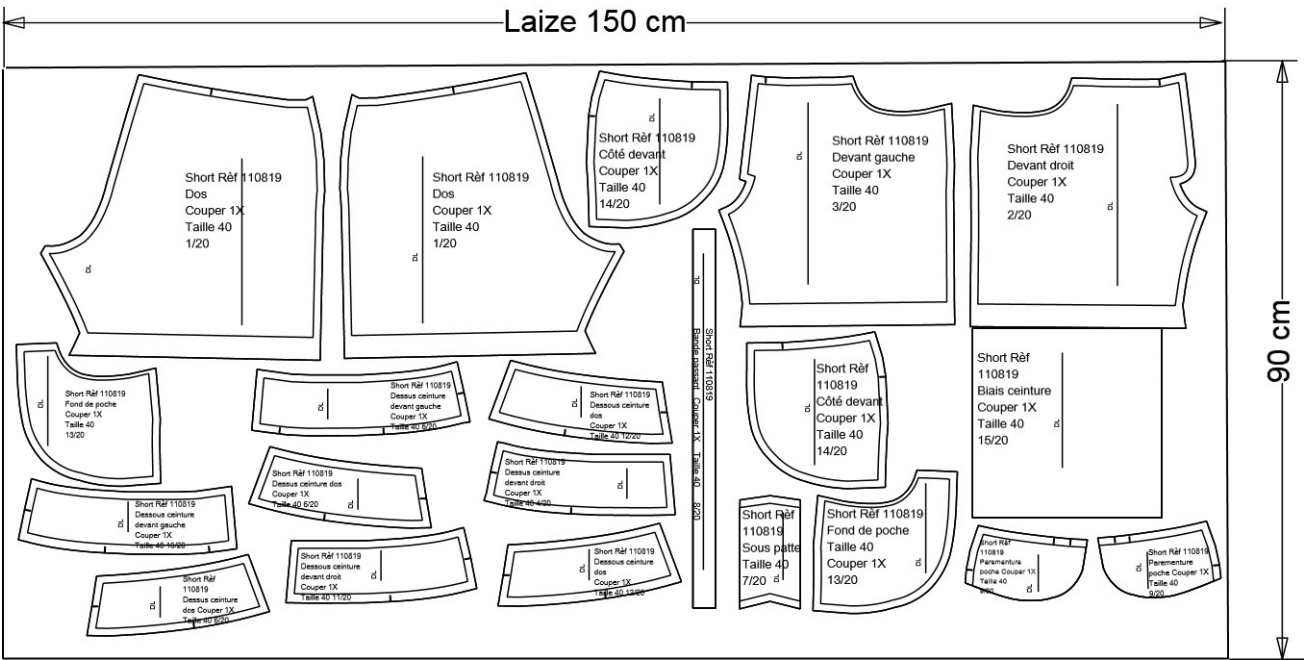 Laize 150 cm
90 cm
Short Rèf 110819
Dos
Couper 1X
Taille 40
1/20
DL
Short Rèf 110819
Dos
Couper 1X
Taille 40
1/20
DL
Short Rèf 110819
Côté devant
Couper 1X
Taille 40
14/20
DL
Short Rèf 110819
Devant gauche
Couper 1X
Taille 40
3/20
DL
Short Rèf 110819
Devant droit
Couper 1X
Taille 40
2/20
DL
Short Rèf 110819
Fond de poche
Couper 1X
Taille 40
13/20
DL
Short Rèf 110819
Dessus ceinture
devant gauche
Couper 1X
Taille 40 5/20
DL
Short Rèf 110819
Dessous ceinture
dos
Couper 1X
Taille 40 12/20
DL
Short Rèf 110819
Bande passant Couper 1X Taille 40 8/20
DL
Short Rèf
110819
Côté devant
Couper 1X
Taille 40
14/20
DL
Short Rèf
110819
Biais ceinture
Couper 1X
Taille 40
15/20
DL
Short Rèf 110819
Dessus ceinture dos
Couper 1X
Taille 40 6/20
DL
Short Rèf 110819
Dessus ceinture
devant droit
Couper 1X
Taille 40 4/20
DL
Short Rèf 110819
Dessous ceinture
devant gauche
Couper 1X
Taille 40 10/20
DL
Short Rèf 110819
Dessous ceinture
devant droit
Couper 1X
Taille 40 11/20
DL
Short Rèf 110819
Dessous ceinture
dos
Couper 1X
Taille 40 12/20
DL
Short Rèf
110819
Dessus ceinture
dos Couper 1X
Taille 40 6/20
DL
Short Rèf
110819
Sous patte
Taille 40
7/20
DL
Short Rèf 110819
Fond de poche
Taille 40
Couper 1X
13/20
DL
Short Rèf
110819
Parementure
poche Couper 1X
Taille 40
9/20
DL
Short Rèf 110819
Parementure
poche Couper 1X
Taille 40
9/20
DL